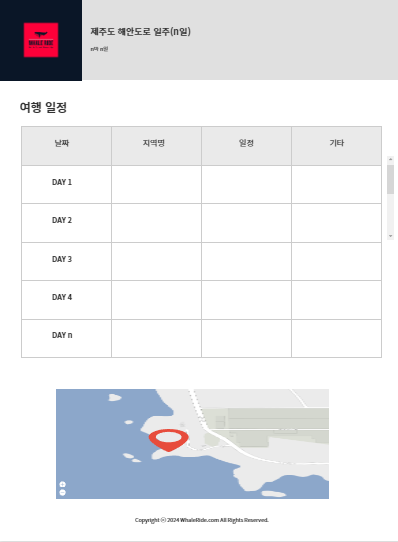 WHALE RIDE
제주도 해안도로 일주(n일)
n박 n일
여행 일정
날짜 지역명 일정 기타
DAY 1
DAY 2
DAY 3
DAY 4
DAY n
Copyright ⓒ 2024 WhaleRide.com All Rights Reserved.